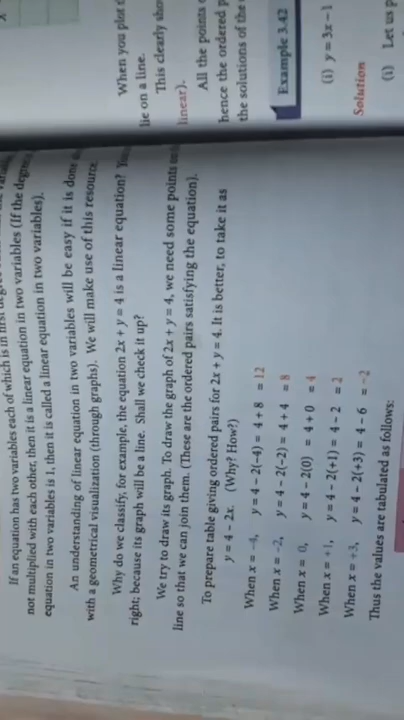 If an equation has two variables each of which is in first
not multiplied with each other, then it is a linear equation in two variables (If the degree
equation in two variables is 1, then it is called a linear equation in two variables).
An understanding of linear equation in two variables will be easy if it is done
with a geometrical visualization (through graphs). We will make use of this resource
Why do we classify, for example, the equation 2x + y = 4 is a linear equation?
right; because its graph will be a line. Shall we check it up?
We try to draw its graph. To draw the graph of 2x + y = 4, we need some points
line so that we can join them. (These are the ordered pairs satisfying the equation).
To prepare table giving ordered pairs for 2x + y = 4. It is better, to take it as
y = 4 – 2x. (Why? How?)
When x = –4, y = 4 – 2(–4) = 4 + 8 = 12
When x = –2, y = 4 – 2(–2) = 4 + 4 = 8
When x = 0, y = 4 – 2(0) = 4 + 0 = 4
When x = +1, y = 4 – 2(+1) = 4 – 2 = 2
When x = +3, y = 4 – 2(+3) = 4 – 6 = –2
Thus the values are tabulated as follows:
When you plot
lie on a line.
This clearly
linear).
All the points
hence the ordered
the solutions of the
Example 3.42
(i) y = 3x – 1
Solution
(i) Let us